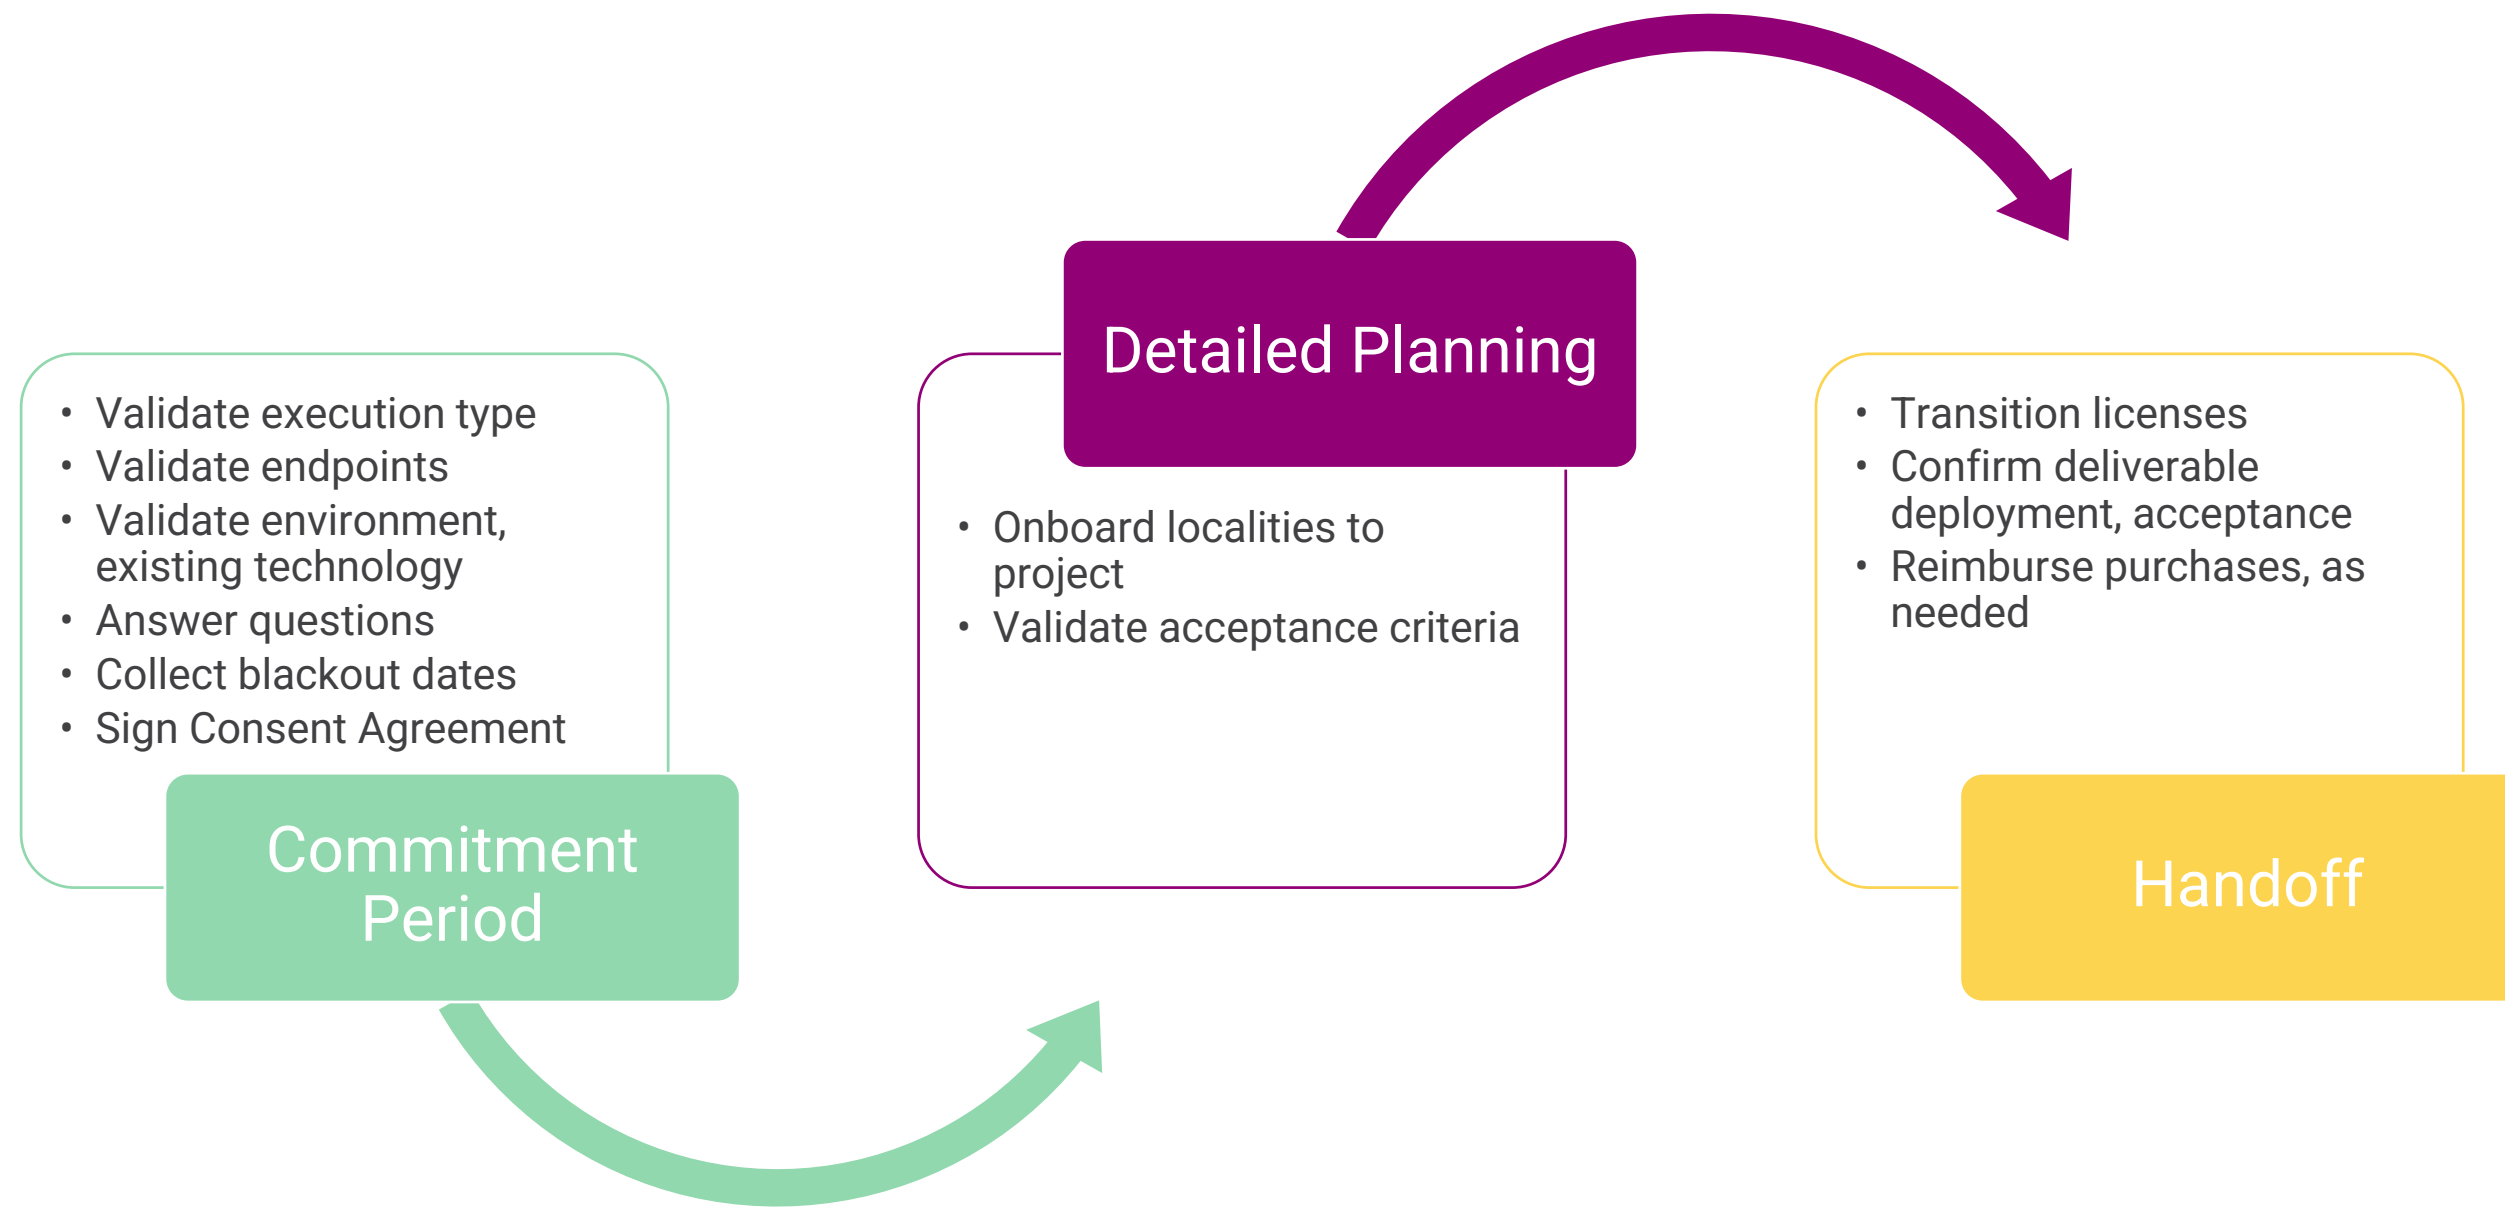 • Validate execution type
• Validate endpoints
• Validate environment,
existing technology
• Answer questions
• Collect blackout dates
• Sign Consent Agreement
Commitment
Period
Detailed Planning
• Onboard localities to
project
• Validate acceptance criteria
• Transition licenses
• Confirm deliverable
deployment, acceptance
• Reimburse purchases, as
needed
Handoff